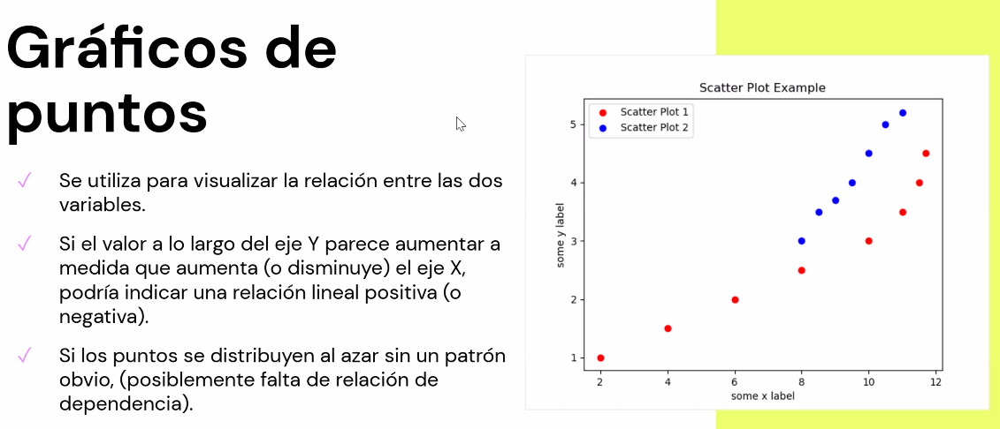 Gráficos de
puntos
✓ Se utiliza para visualizar la relación entre las dos
variables.
✓ Si el valor a lo largo del eje Y parece aumentar a
medida que aumenta (o disminuye) el eje X,
podría indicar una relación lineal positiva (o
negativa).
✓ Si los puntos se distribuyen al azar sin un patrón
obvio, (posiblemente falta de relación de
dependencia).
Scatter Plot Example
Scatter Plot 1
Scatter Plot 2
5
4
3
2
1
some y label
2 4 6 8 10 12
some x label